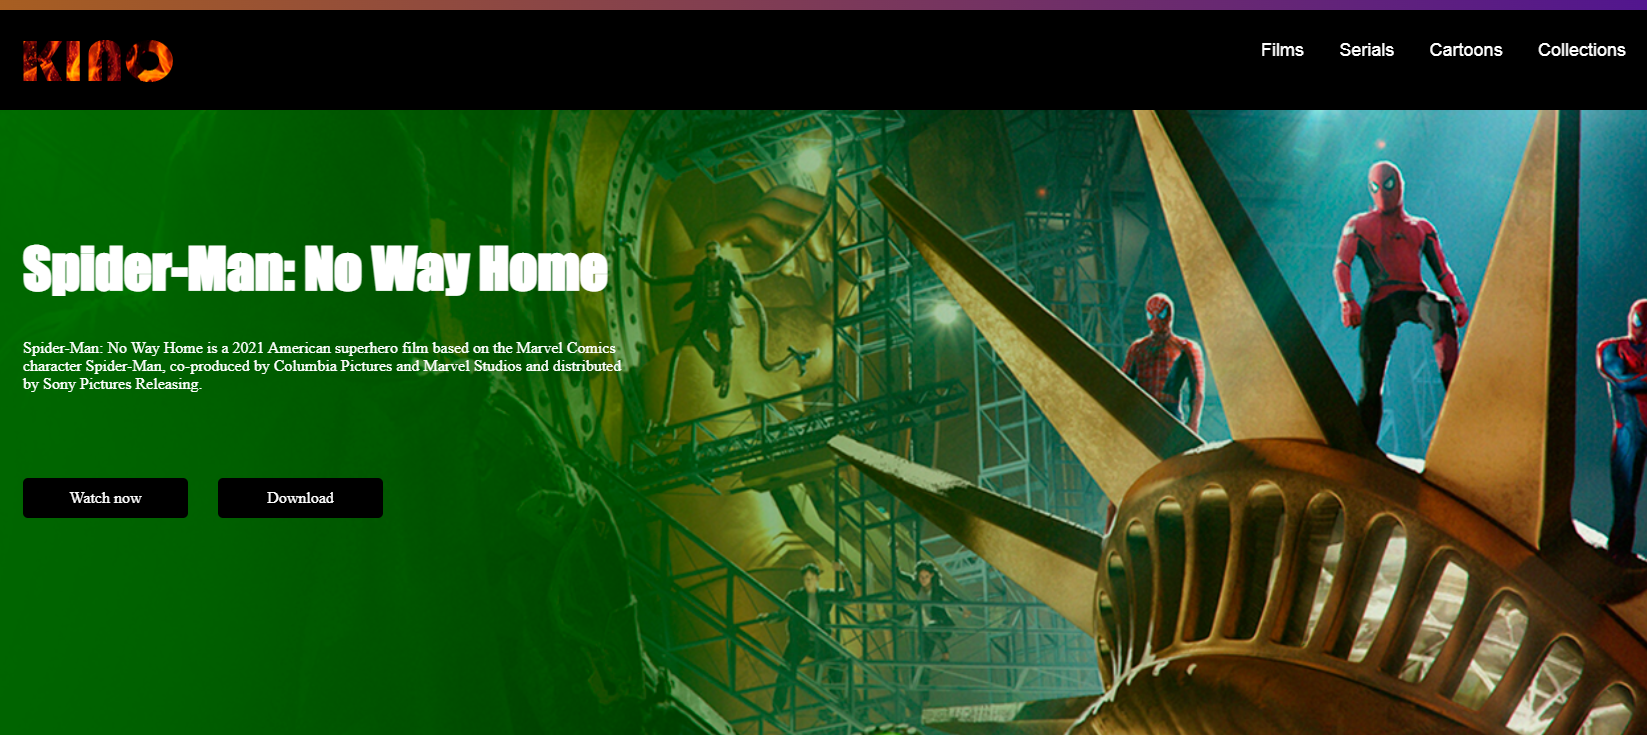 KINO
Films Serials Cartoons Collections
Spider-Man: No Way Home
Spider-Man: No Way Home is a 2021 American superhero film based on the Marvel Comics
character Spider-Man, co-produced by Columbia Pictures and Marvel Studios and distributed
by Sony Pictures Releasing.
Watch now Download